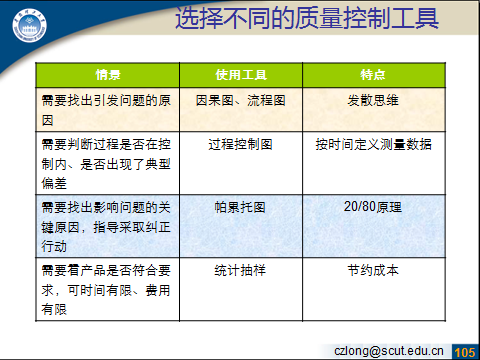 选择不同的质量控制工具
情景 使用工具 特点
需要找出引发问题的原 因果图、流程图 发散思维
因
需要判断过程是否在控 过程控制图 按时间定义测量数据
制内、是否出现了典型
偏差
需要找出影响问题的关 帕累托图 20/80原理
键原因，指导采取纠正
行动
需要看产品是否符合要 统计抽样 节约成本
求，可时间有限、费用
有限
czlong@scut.edu.cn 105